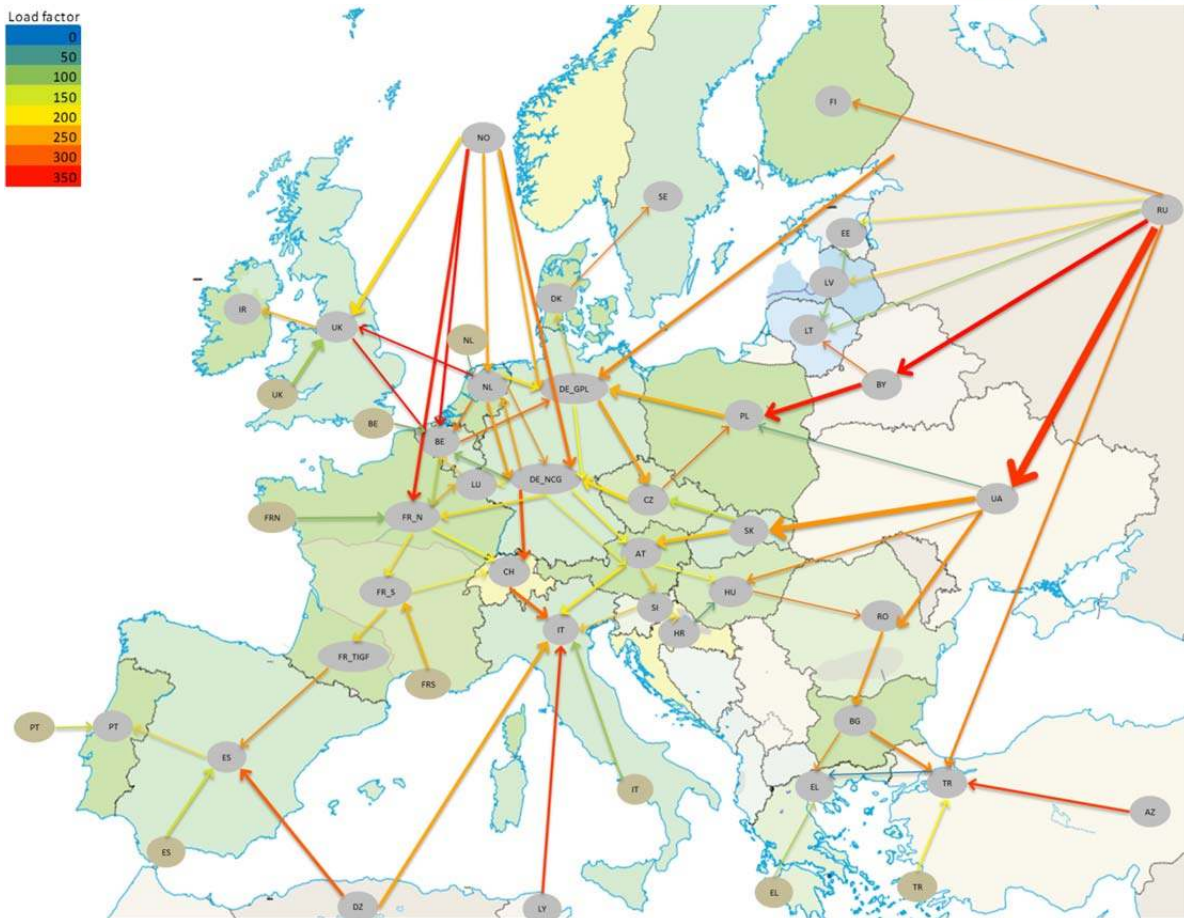 Load factor
0
50
100
150
200
250
300
350
FI
NO
SE
RU
EE
LV
DK
IR
UK
LT
NL
NL
DE_GPL
BY
UK
PL
BE
BE
LU
DE_NCG
CZ
UA
FRN
FR_N
SK
AT
CH
FR_S
HU
SI
RO
IT
HR
FR_TIGF
FRS
PT
PT
BG
ES
EL
TR
IT
AZ
ES
EL
TR
DZ
LY